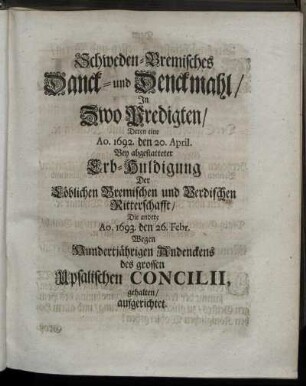 Schweden-Bremisches
Danck- und Denckmahl/
In
Zwo Predigten/
Deren eine
Ao. 1692. den 20. April.
Bey abgestatteter
Erb-Huldigung
Der
Löblichen Bremischen und Verdischen
Ritterschafft/
Die andere
Ao. 1693. den 26. Febr.
Wegen
Hundertjährigen Andenckens
des grossen
Upsalischen CONCILII,
gehalten/
aufgerichtet.